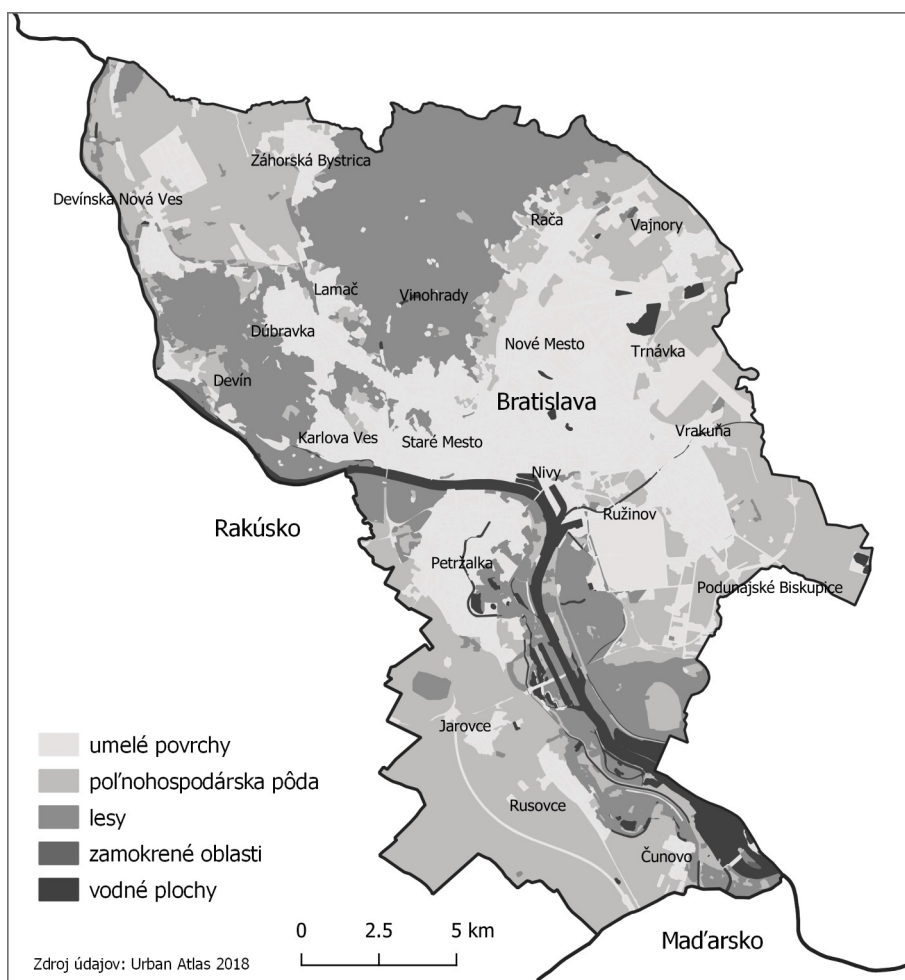 Záhorská Bystrica
Devínska Nová Ves
Rača
Vajnory
Lamač
Vinohrady
Dúbravka
Nové Mesto
Trnávka
Devín
Bratislava
Karlova Ves
Staré Mesto
Vrakuňa
Nivy
Rakúsko
Ružinov
Petržalka
Podunajské Biskupice
Jarovce
Rusovce
Čunovo
Maďarsko
umelé povrchy
poľnohospodárska pôda
lesy
zamokrené oblasti
vodné plochy
0 2.5 5 km
Zdroj údajov: Urban Atlas 2018